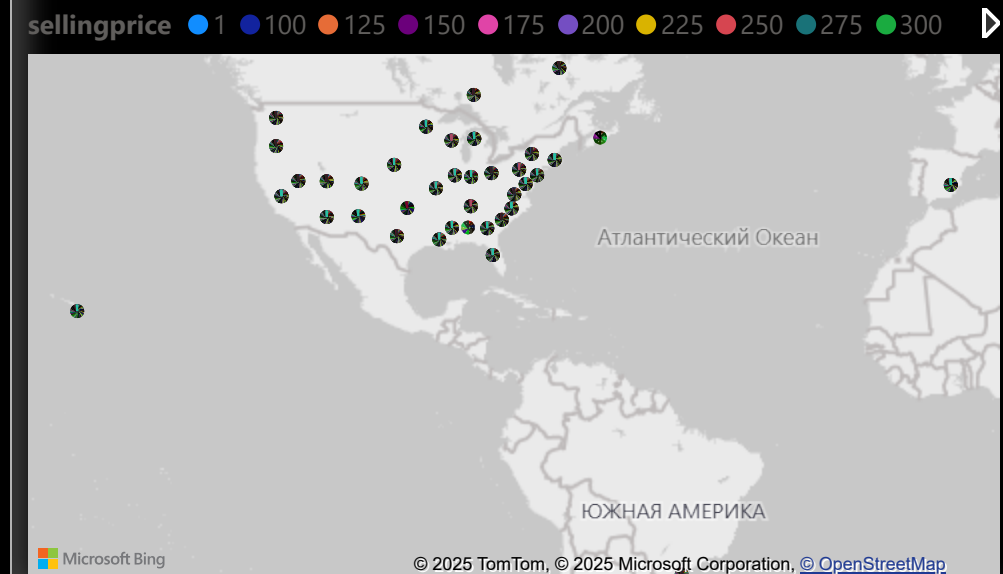 sellingprice 1 100 125 150 175 200 225 250 275 300
Атлантический Океан
ЮЖНАЯ АМЕРИКА
Microsoft Bing
© 2025 TomTom, © 2025 Microsoft Corporation, © OpenStreetMap